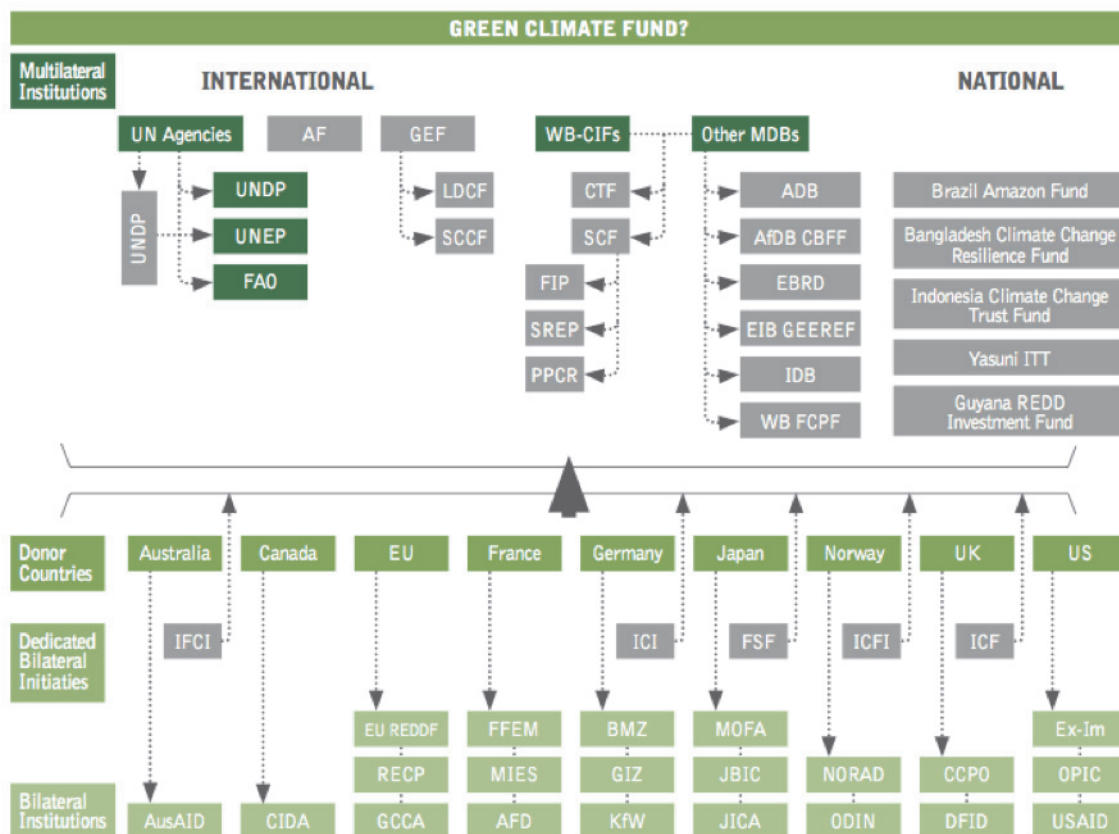 GREEN CLIMATE FUND?
Multilateral
Institutions
INTERNATIONAL
NATIONAL
UN Agencies
AF
GEF
WB-CIFs
Other MDBs
UNDP
UNDP
UNEP
FAO
LDCF
SCCF
CTF
SCF
FIP
SREP
PPCR
ADB
AfDB CBFF
EBRD
EIB GEEREF
IDB
WB FCPF
Brazil Amazon Fund
Bangladesh Climate Change
Resilience Fund
Indonesia Climate Change
Trust Fund
Yasuni ITT
Guyana REDD
Investment Fund
Donor
Countries
Australia
Canada
EU
France
Germany
Japan
Norway
UK
US
Dedicated
Bilateral
Initiaties
IFCI
ICI
FSF
ICFI
ICF
EU REDDF
FFEM
BMZ
MOFA
Ex-Im
RECP
MIES
GIZ
JBIC
NORAD
CCPO
OPIC
Bilateral
Institutions
AusAID
CIDA
GCCA
AFD
KfW
JICA
ODIN
DFID
USAID